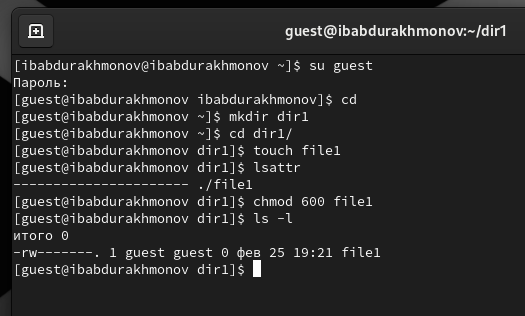 guest@ibabdurakhmonov:~/dir1
[ibabdurakhmonov@ibabdurakhmonov ~]$ su guest
Пароль:
[guest@ibabdurakhmonov ibabdurakhmonov]$ cd
[guest@ibabdurakhmonov ~]$ mkdir dir1
[guest@ibabdurakhmonov ~]$ cd dir1/
[guest@ibabdurakhmonov dir1]$ touch file1
[guest@ibabdurakhmonov dir1]$ lsattr
---------------------- ./file1
[guest@ibabdurakhmonov dir1]$ chmod 600 file1
[guest@ibabdurakhmonov dir1]$ ls -l
итого 0
-rw-------. 1 guest guest 0 фев 25 19:21 file1
[guest@ibabdurakhmonov dir1]$